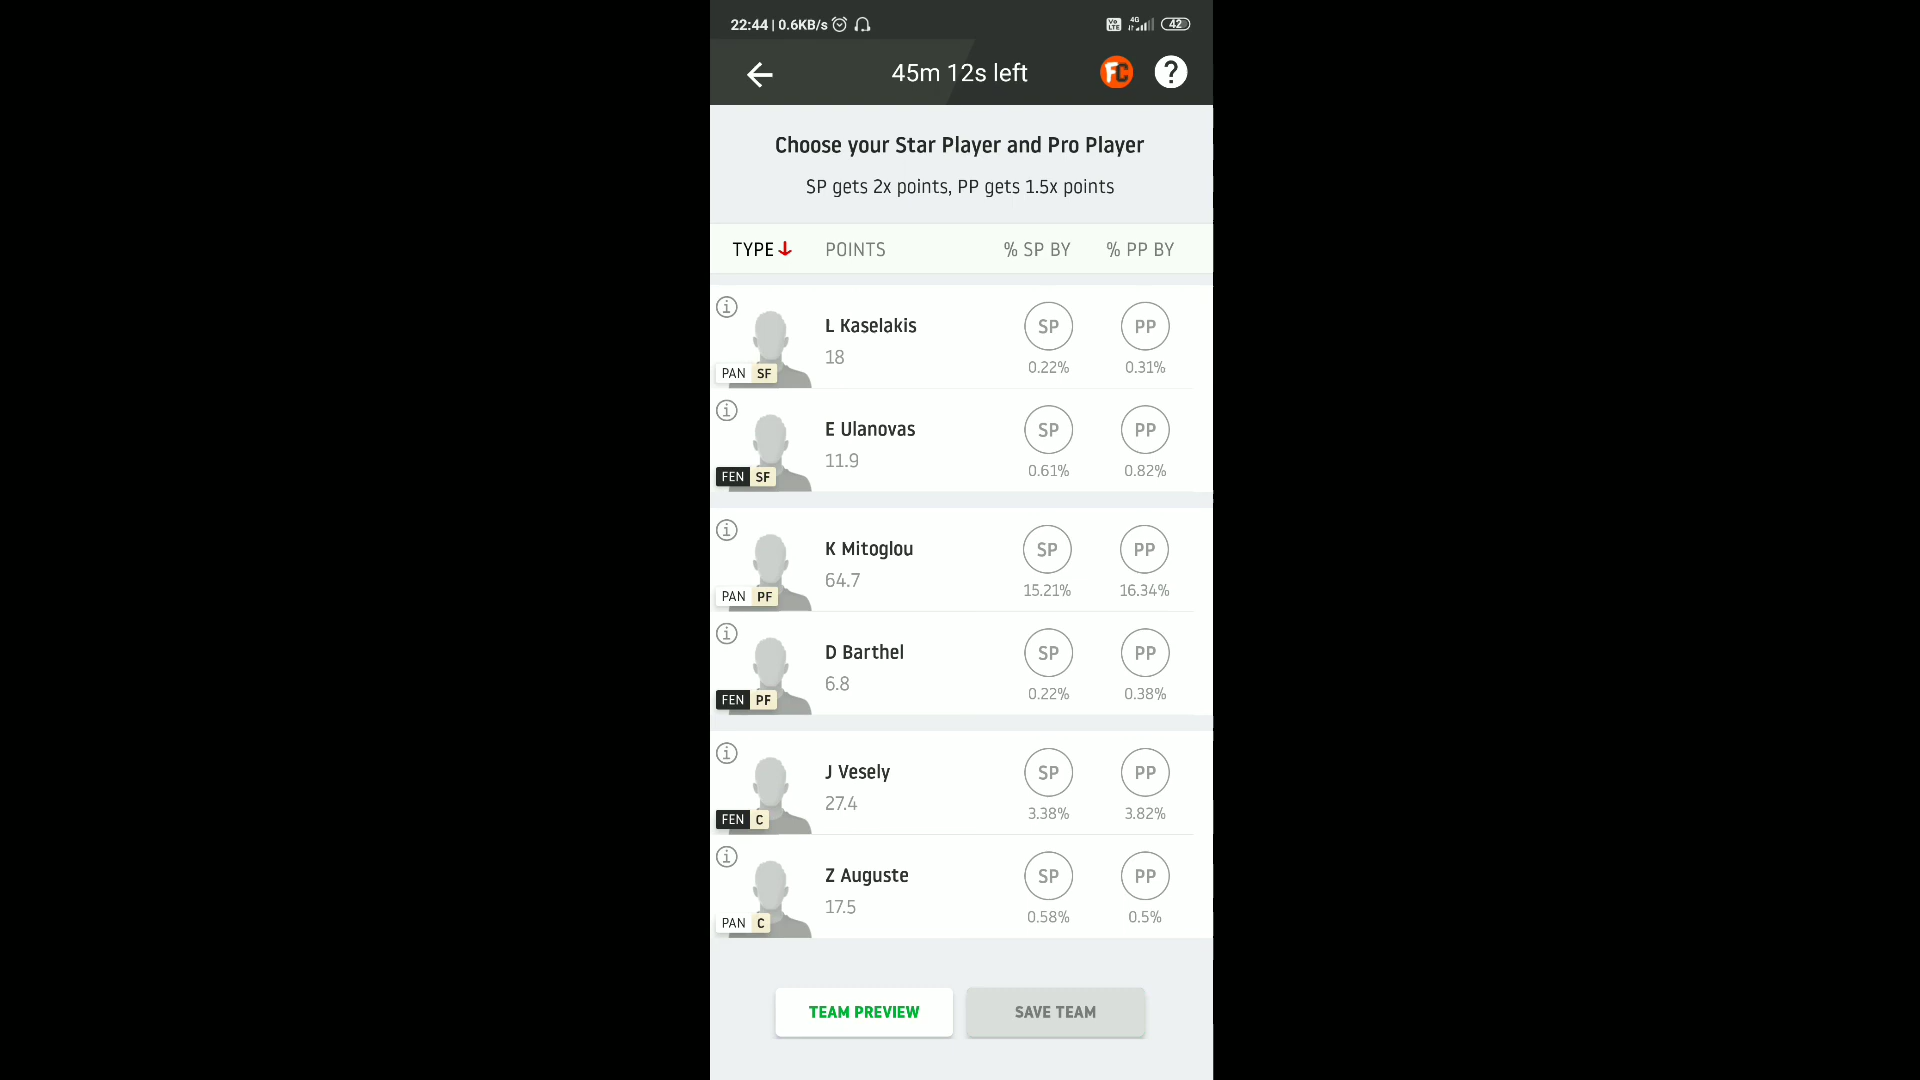 22:44 | 0.6KB/s
Vo LTE 4G 42
45m 12s left
FC ?
Choose your Star Player and Pro Player
SP gets 2x points, PP gets 1.5x points
TYPE POINTS % SP BY % PP BY
L Kaselakis
18
SP PP
0.22% 0.31%
PAN SF
E Ulanovas
11.9
SP PP
0.61% 0.82%
FEN SF
K Mitoglou
64.7
SP PP
15.21% 16.34%
PAN PF
D Barthel
6.8
SP PP
0.22% 0.38%
FEN PF
J Vesely
27.4
SP PP
3.38% 3.82%
FEN C
Z Auguste
17.5
SP PP
0.58% 0.5%
PAN C
TEAM PREVIEW SAVE TEAM